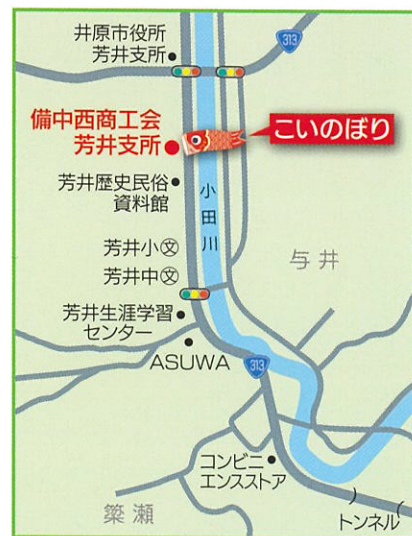 井原市役所
芳井支所
313
備中西商工会
芳井支所
こいのぼり
芳井歴史民俗
資料館
小田川
与井
芳井小文
芳井中文
芳井生涯学習
センター
ASUWA
313
コンビニ
エンスストア
簗瀬
トンネル